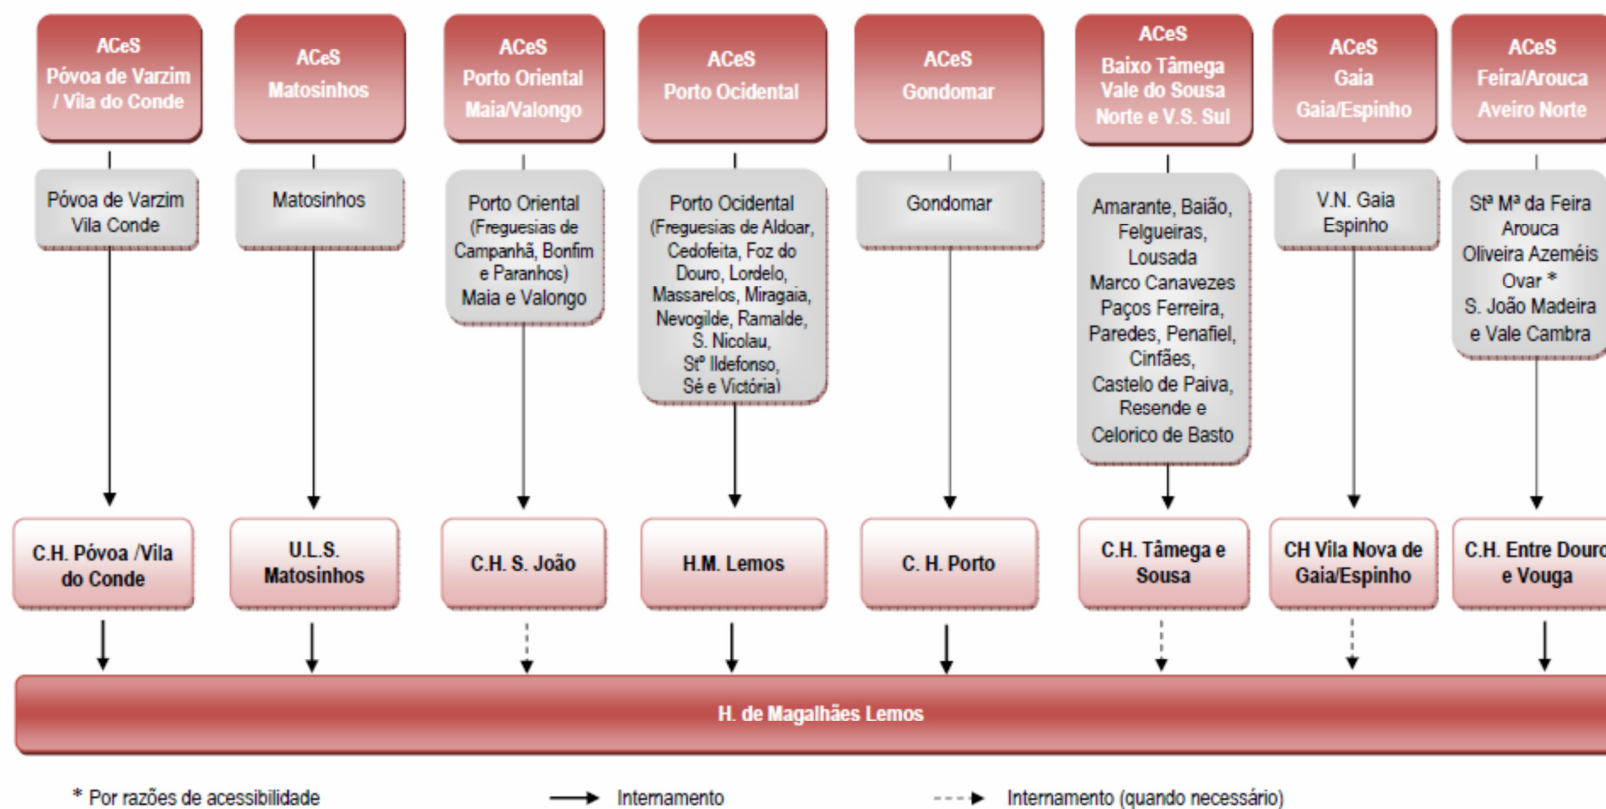 ACeS
Póvoa de Varzim
/ Vila do Conde
ACeS
Matosinhos
ACeS
Porto Oriental
Maia/Valongo
ACeS
Porto Ocidental
ACeS
Gondomar
ACeS
Baixo Tâmega
Vale do Sousa
Norte e V.S. Sul
ACeS
Gaia
Gaia/Espinho
ACeS
Feira/Arouca
Aveiro Norte
Póvoa de Varzim
Vila Conde
Matosinhos
Porto Oriental
(Freguesias de
Campanhã, Bonfim
e Paranhos)
Maia e Valongo
Porto Ocidental
(Freguesias de Aldoar,
Cedofeita, Foz do
Douro, Lordelo,
Massarelos, Miragaia,
Nevogilde, Ramalde,
S. Nicolau,
Stº Ildefonso,
Sé e Victória)
Gondomar
Amarante, Baião,
Felgueiras,
Lousada
Marco Canavezes
Paços Ferreira,
Paredes, Penafiel,
Cinfães,
Castelo de Paiva,
Resende e
Celorico de Basto
V.N. Gaia
Espinho
Stª Mª da Feira
Arouca
Oliveira Azeméis
Ovar *
S. João Madeira
e Vale Cambra
C.H. Póvoa /Vila
do Conde
U.L.S.
Matosinhos
C.H. S. João
H.M. Lemos
C. H. Porto
C.H. Tâmega e
Sousa
CH Vila Nova de
Gaia/Espinho
C.H. Entre Douro
e Vouga
H. de Magalhães Lemos
* Por razões de acessibilidade
Internamento
Internamento (quando necessário)